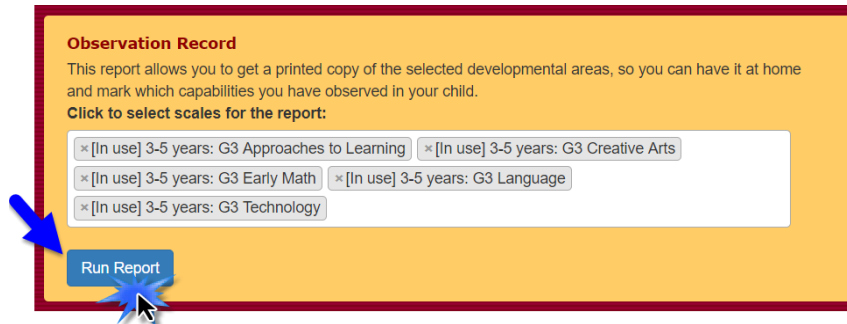 Observation Record
This report allows you to get a printed copy of the selected developmental areas, so you can have it at home
and mark which capabilities you have observed in your child.
Click to select scales for the report:
×[In use] 3-5 years: G3 Approaches to Learning ×[In use] 3-5 years: G3 Creative Arts
×[In use] 3-5 years: G3 Early Math ×[In use] 3-5 years: G3 Language
×[In use] 3-5 years: G3 Technology
Run Report